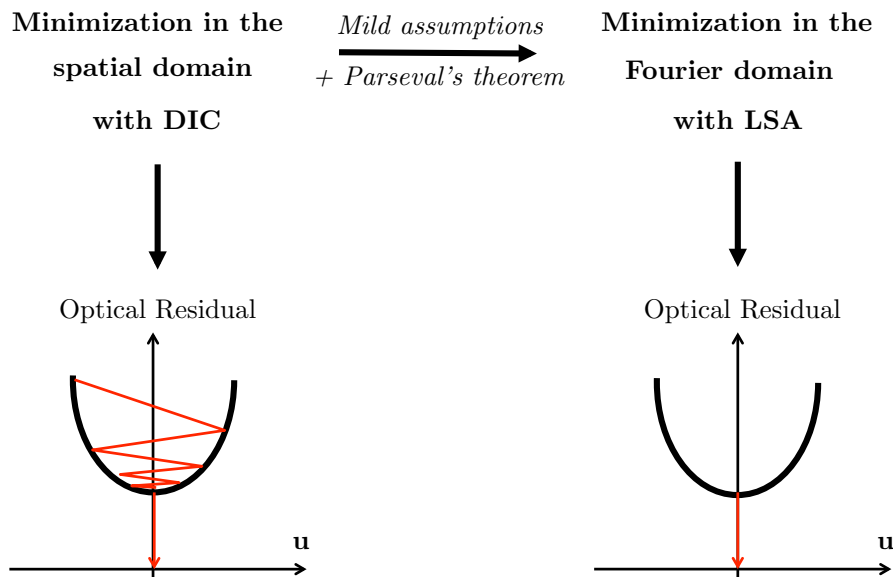 Minimization in the
spatial domain
with DIC
Mild assumptions
+ Parseval's theorem
Minimization in the
Fourier domain
with LSA
Optical Residual
u
Optical Residual
u